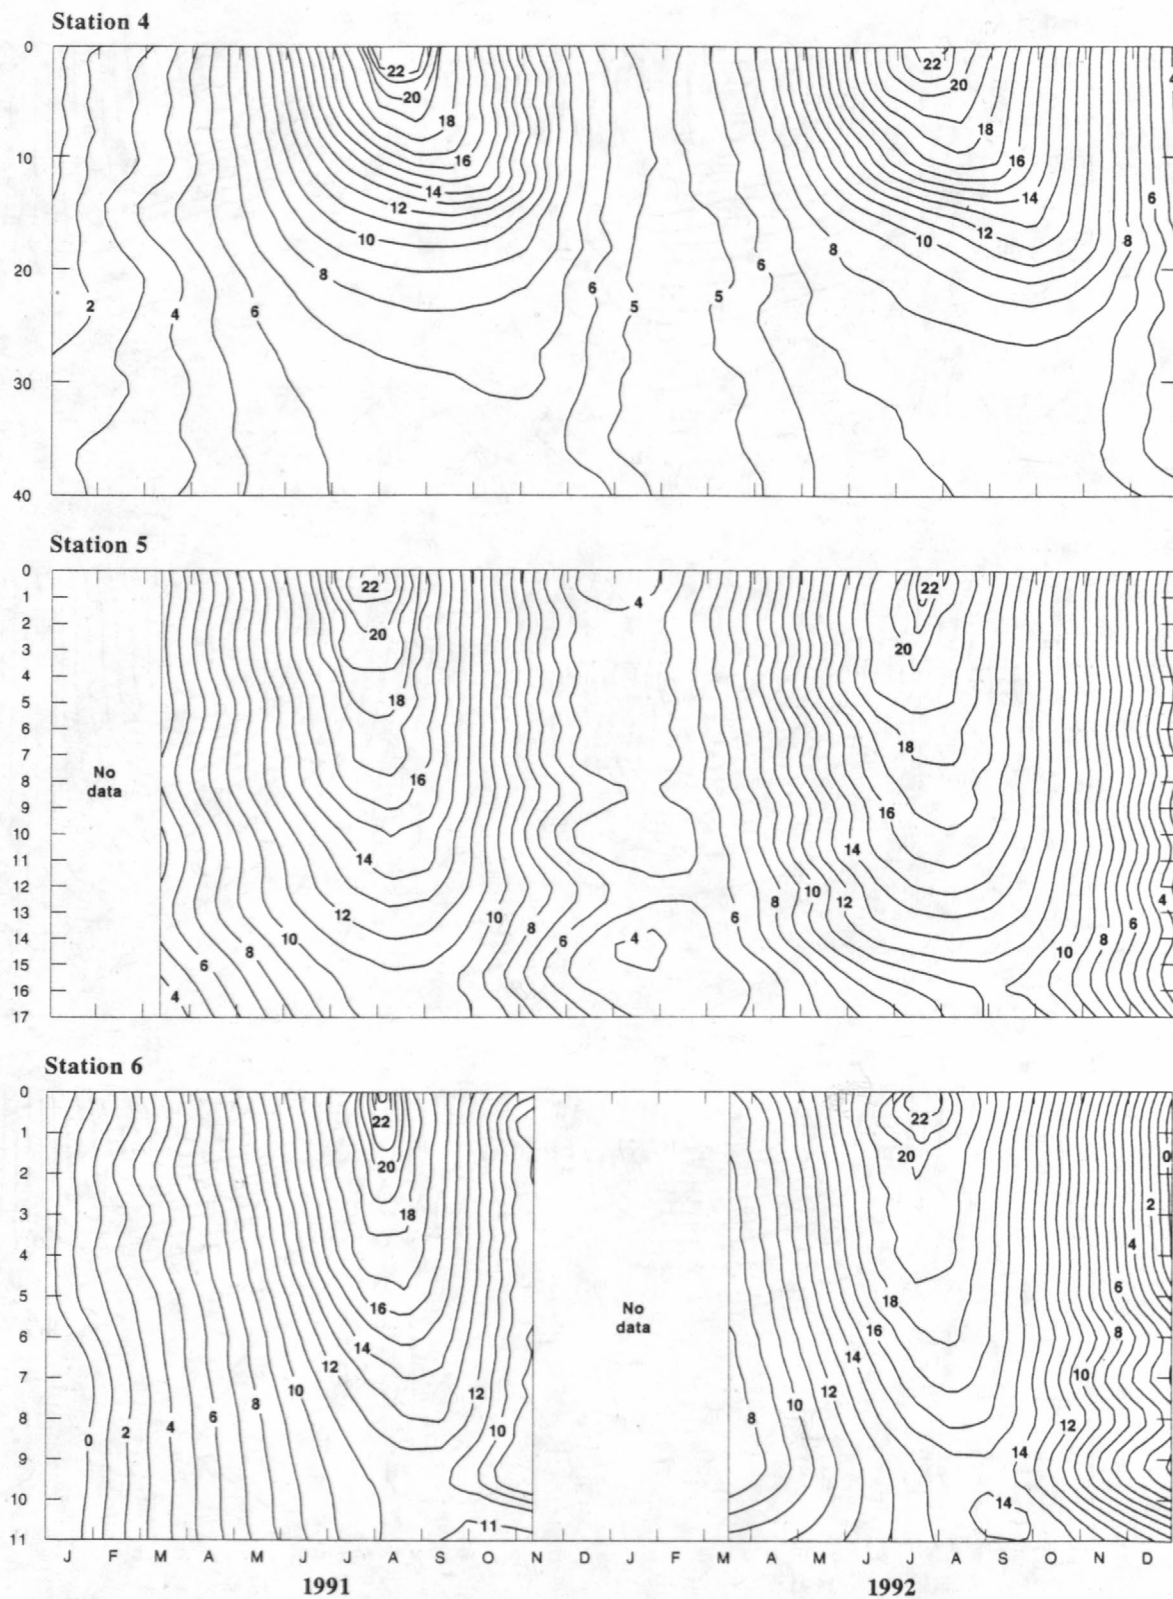 Station 4
0
22 22 4
20 20
18 18
10 16 16
14 14 6
12 12
10 10 8
8 8 6
20
6 5
2 4 6 5
30
40
Station 5
0
22 22
1 4
2 20
3 20
4
5 18
6
7 18
No
data
8 16
9 16
10
11 14 14
12 10
8 12 4
13 12 10 6 6
14 10 8 4 8
8 6 10
15 6
16 4
17
Station 6
0
22 22
1
20 20 0
2
3 18 2
4 4
5 16 18 6
No
data
6 14 16 8
7 12 14 10
10 12 12
8 8 10
6 8 12
4 10
0 2
9 14
10 14
11 11
J F M A M J J A S O N D J F M A M J J A S O N D
1991 1992